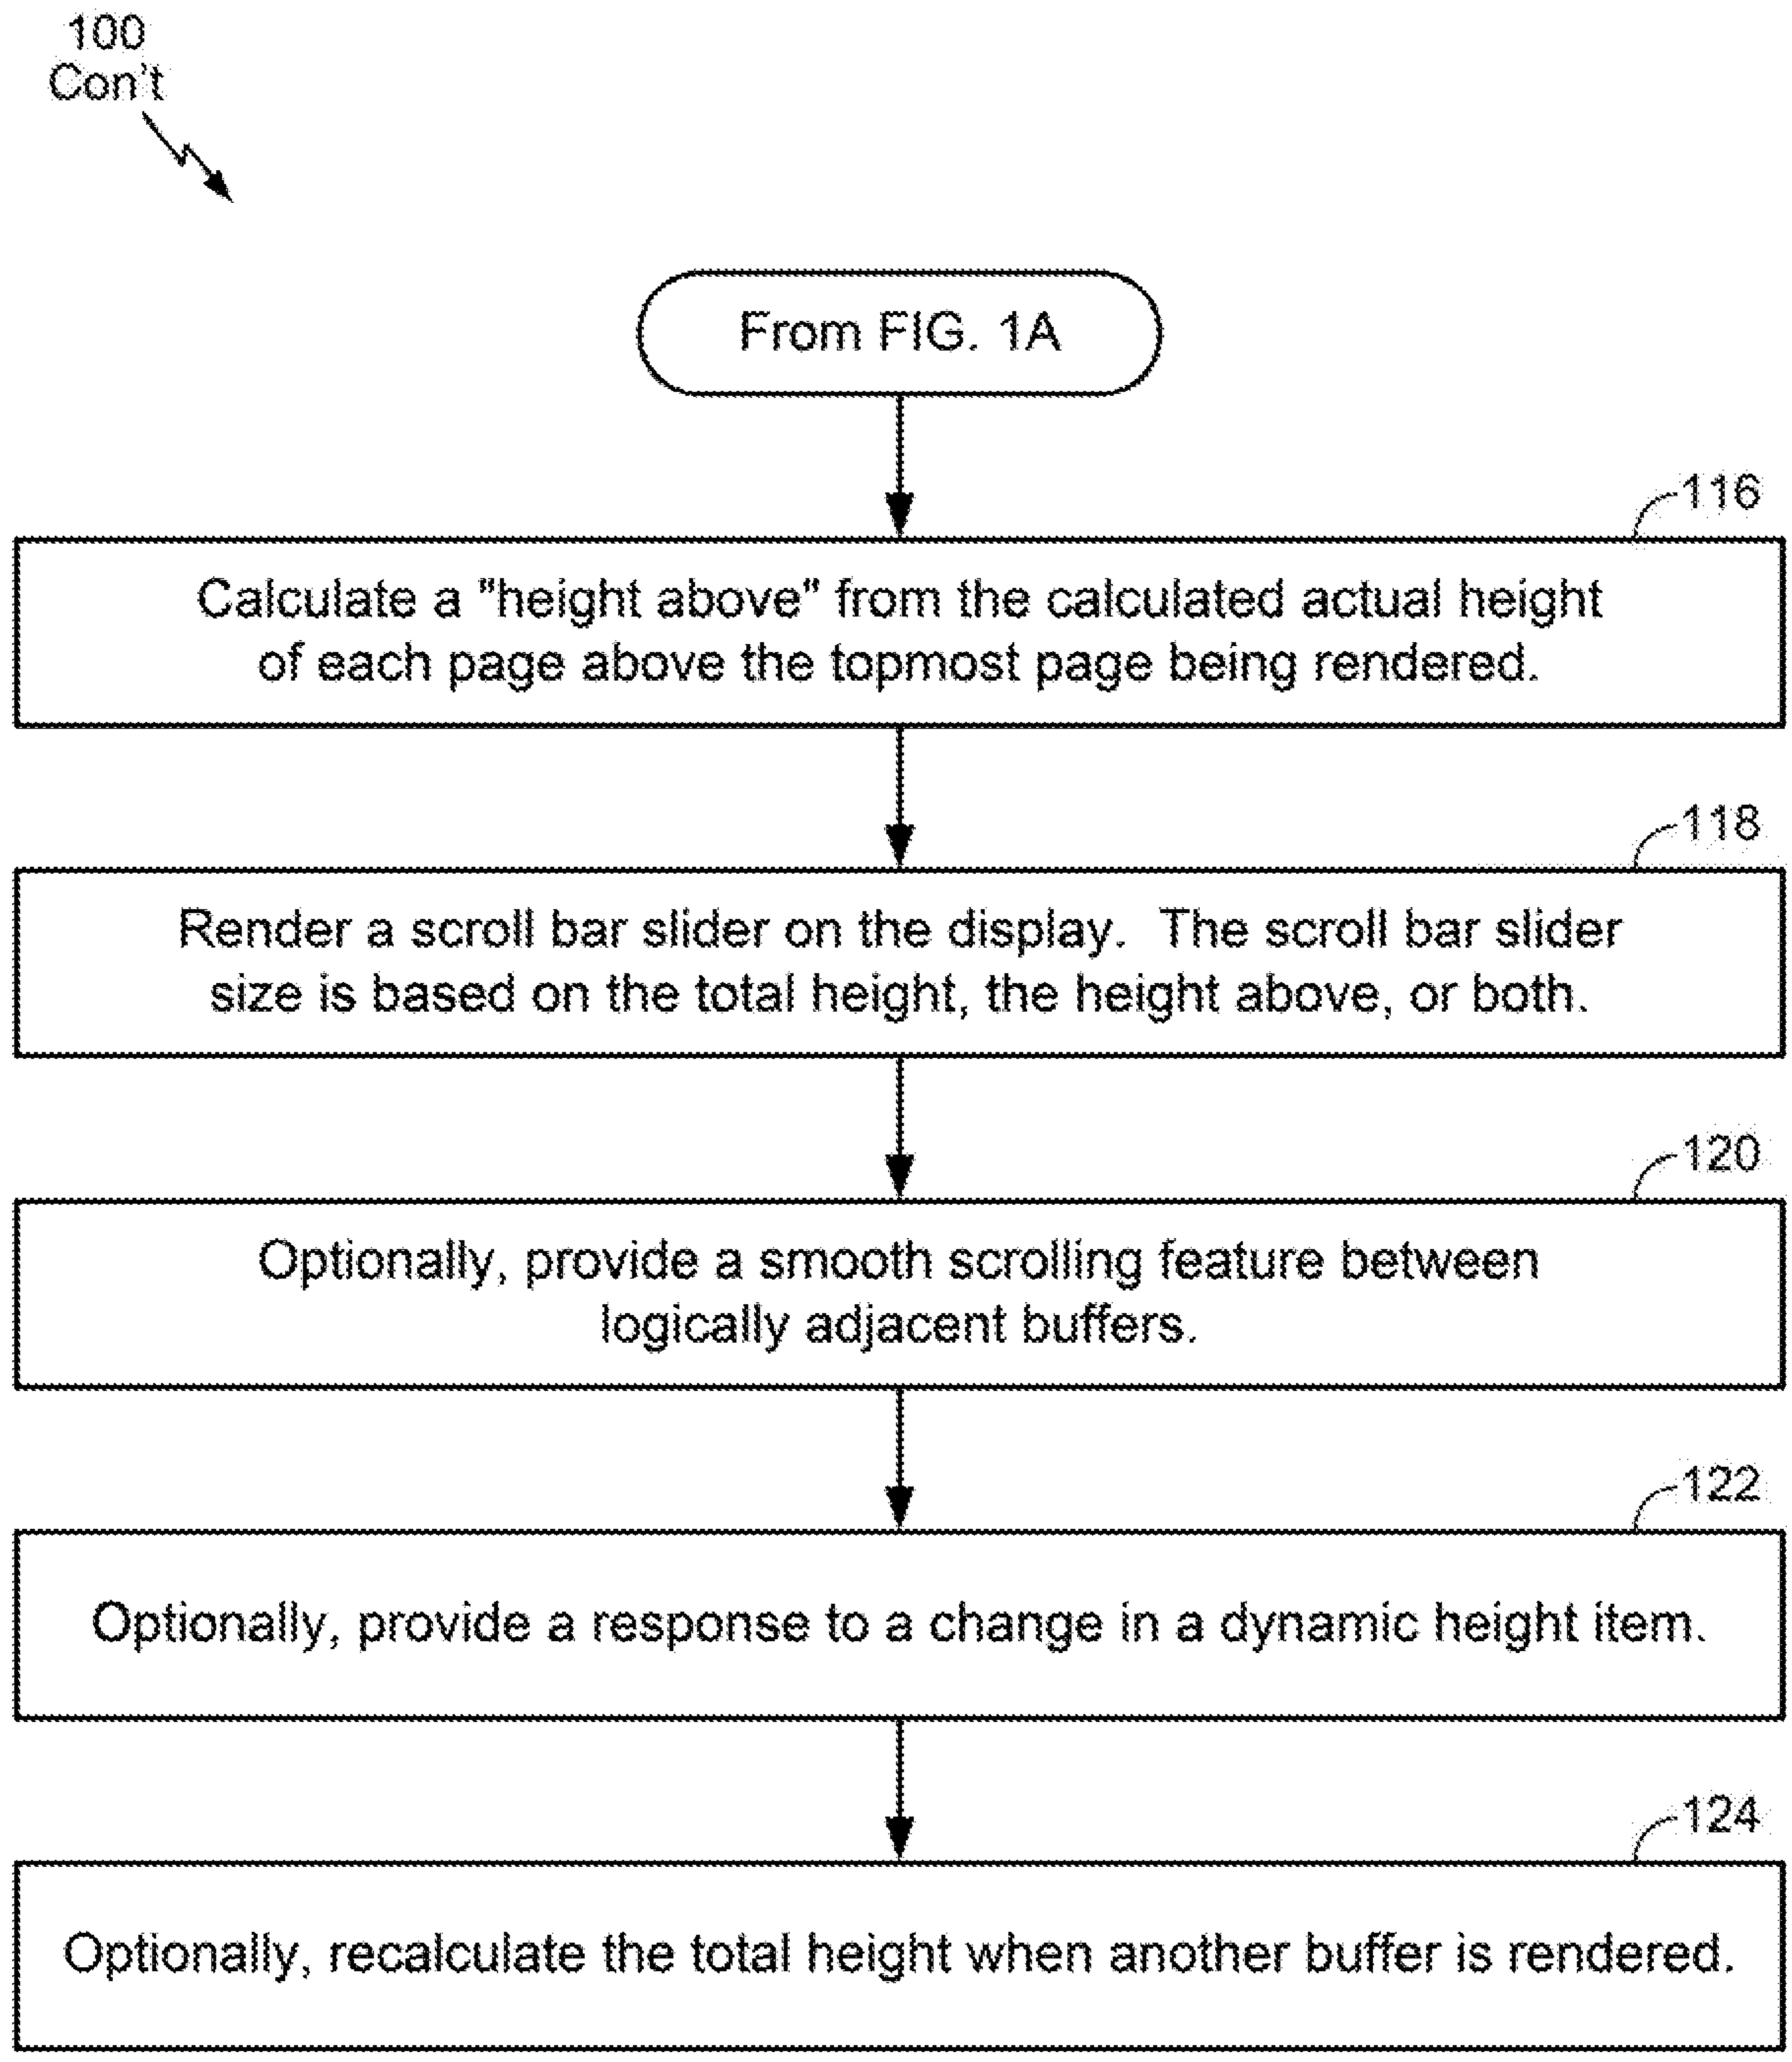 100
Con't
From FIG. 1A
116
Calculate a "height above" from the calculated actual height
of each page above the topmost page being rendered.
118
Render a scroll bar slider on the display.  The scroll bar slider
size is based on the total height, the height above, or both.
120
Optionally, provide a smooth scrolling feature between
logically adjacent buffers.
122
Optionally, provide a response to a change in a dynamic height item.
124
Optionally, recalculate the total height when another buffer is rendered.